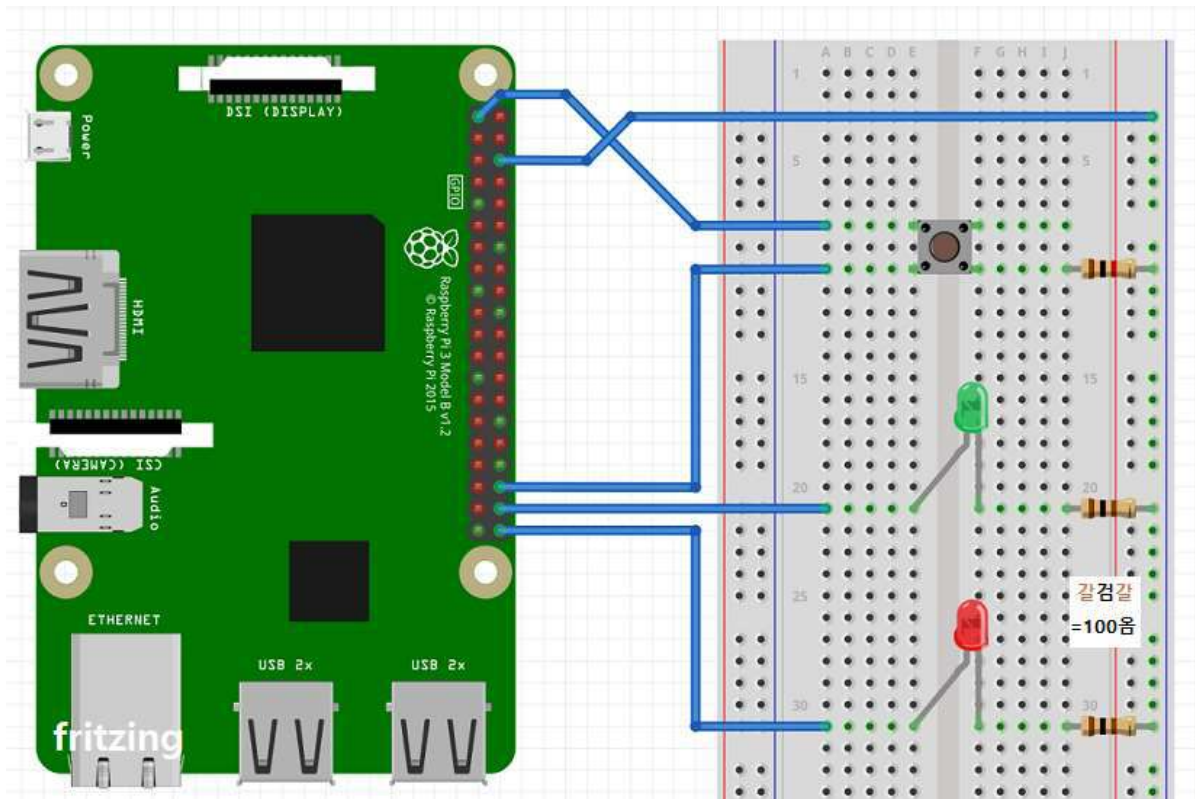 DSI (DISPLAY)
Power
GPIO
HDMI
Raspberry Pi 3 Model B v1.2
© Raspberry Pi 2015
CSI (CAMERA)
Audio
ETHERNET
USB 2x
USB 2x
fritzing
A B C D E F G H I J
1 1
5 5
15 15
20 20
25
30 30
갈검갈
=100옴